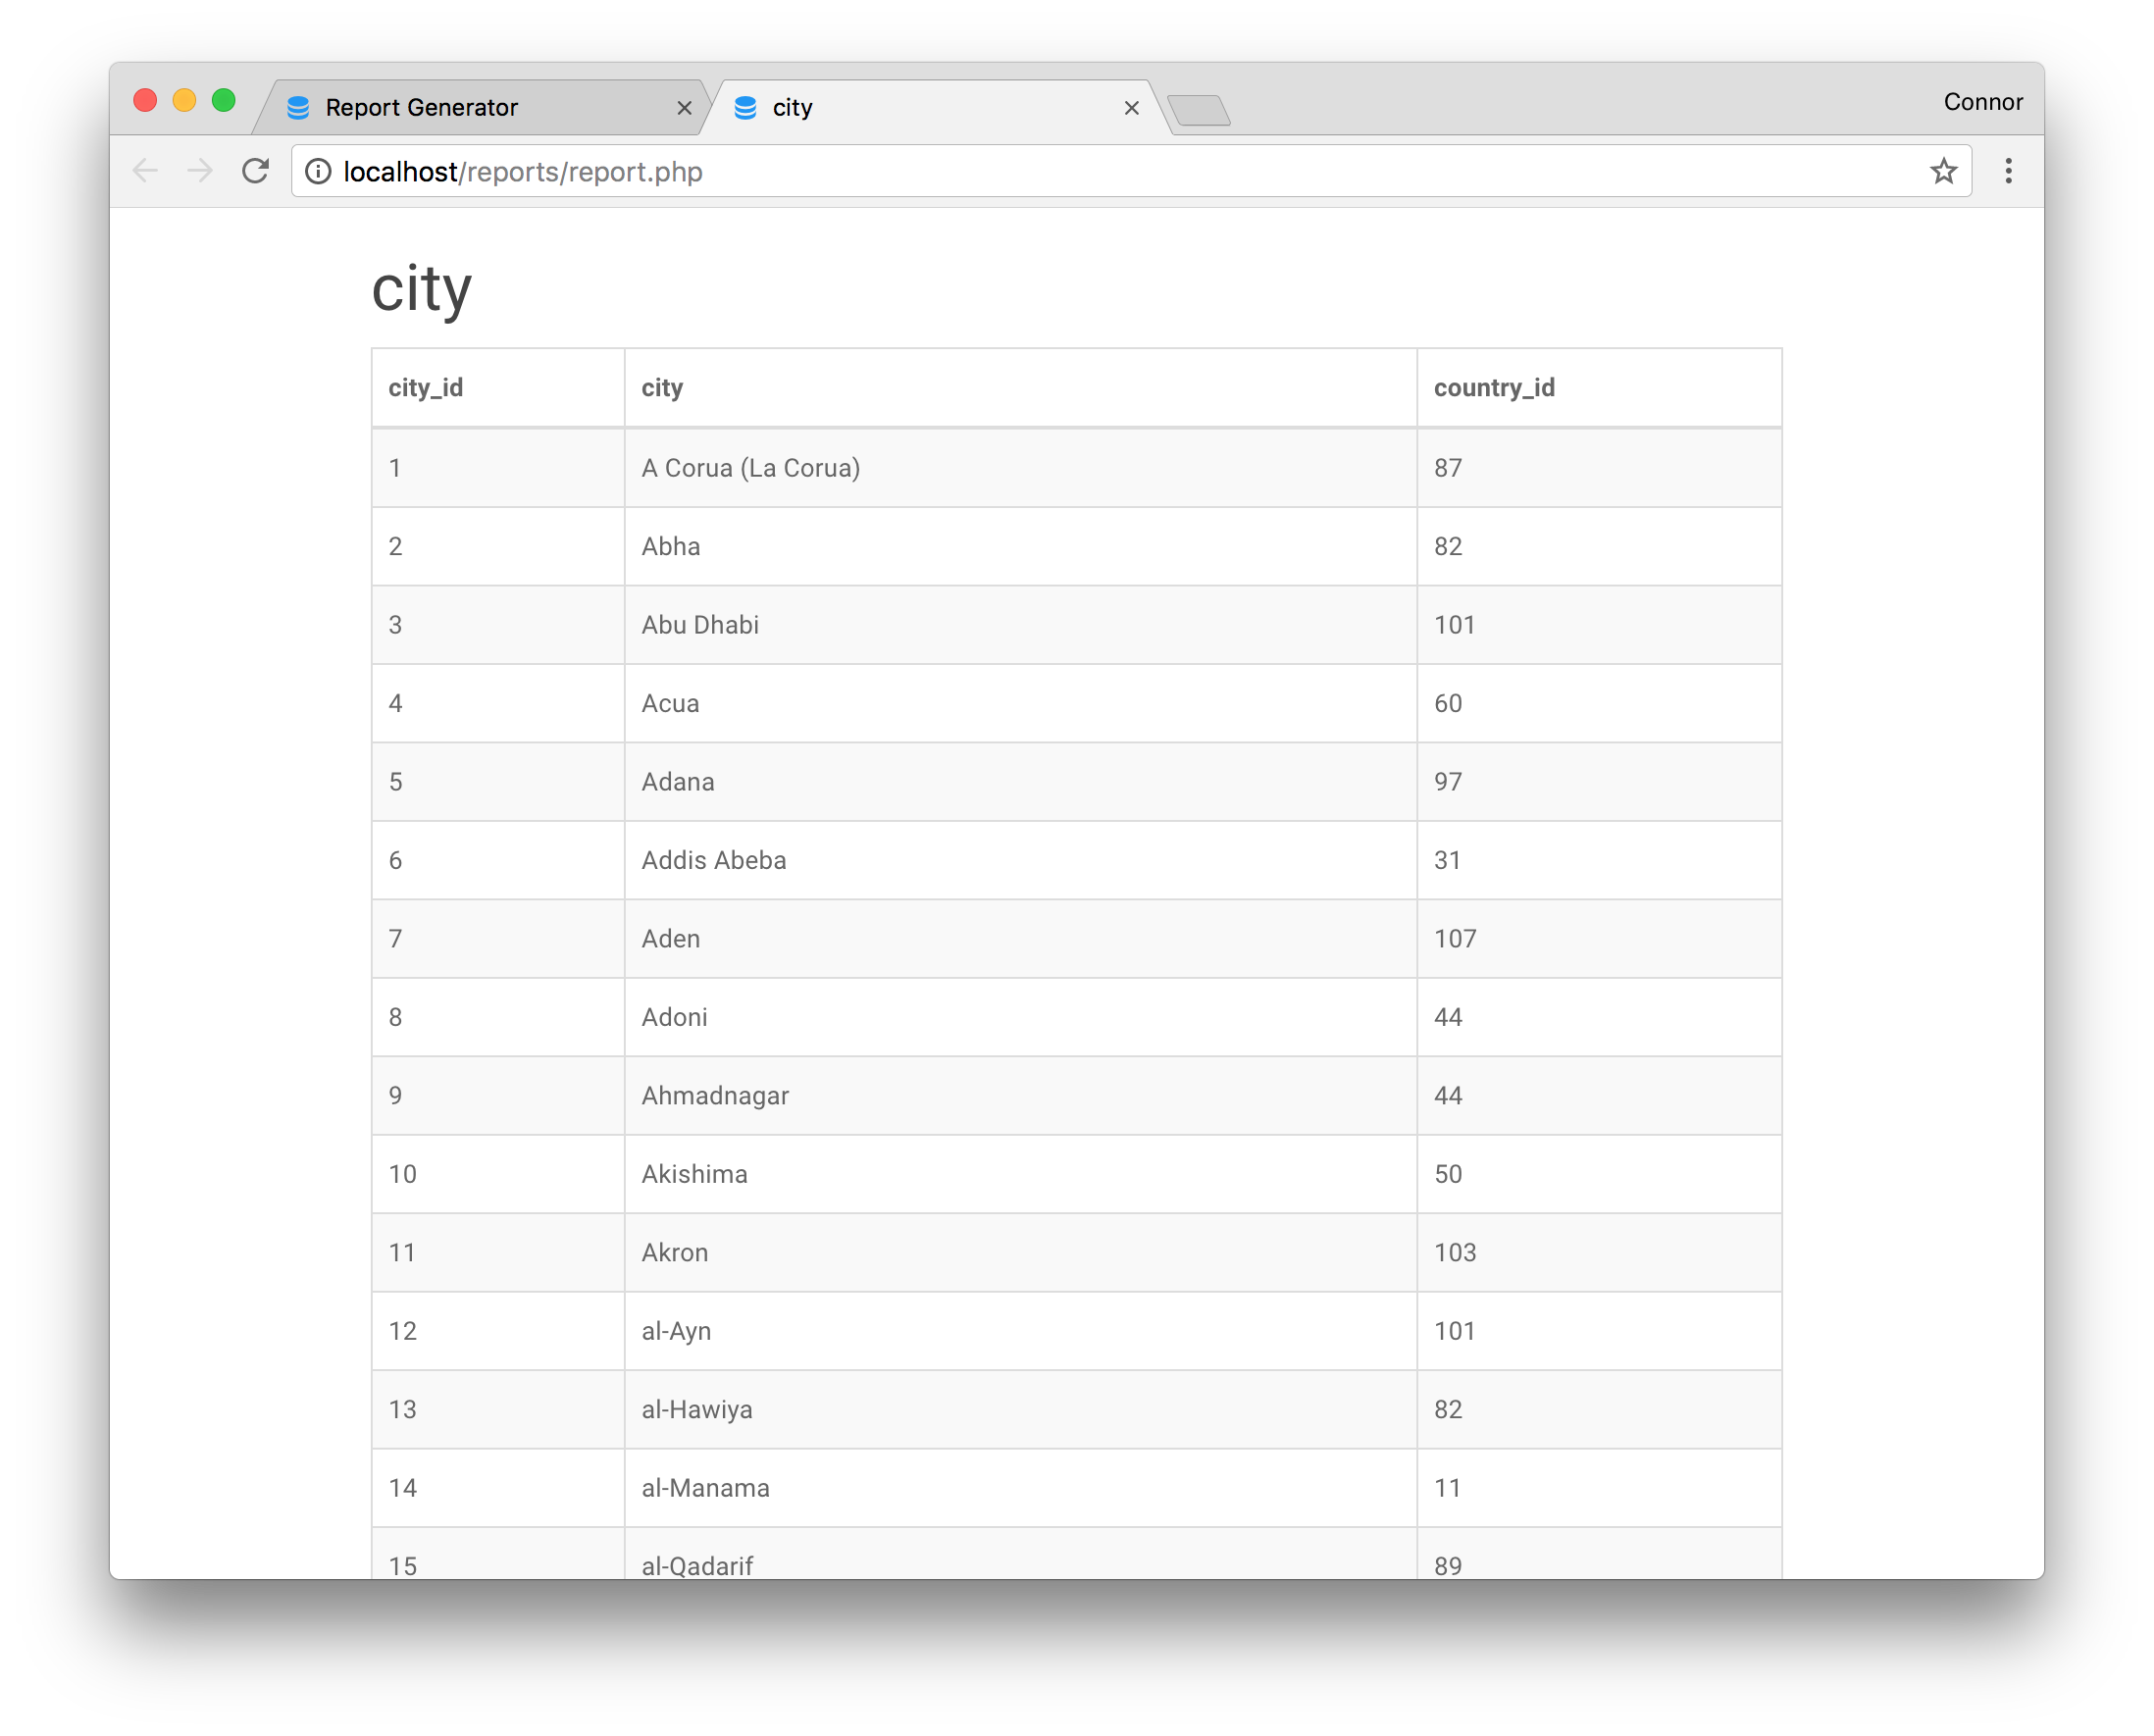 Report Generator city Connor
localhost/reports/report.php
city
city_id city country_id
1 A Corua (La Corua) 87
2 Abha 82
3 Abu Dhabi 101
4 Acua 60
5 Adana 97
6 Addis Abeba 31
7 Aden 107
8 Adoni 44
9 Ahmadnagar 44
10 Akishima 50
11 Akron 103
12 al-Ayn 101
13 al-Hawiya 82
14 al-Manama 11
15 al-Qadarif 89